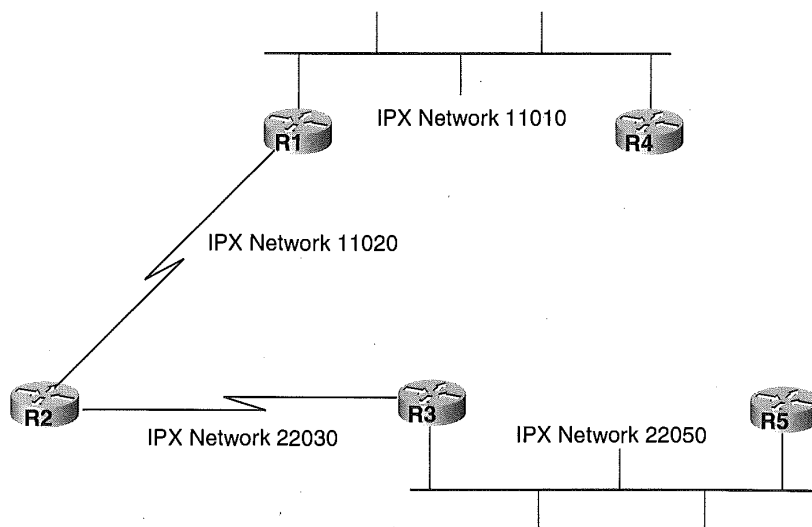 IPX Network 11010
R1
R4
IPX Network 11020
R2
R3
R5
IPX Network 22030
IPX Network 22050